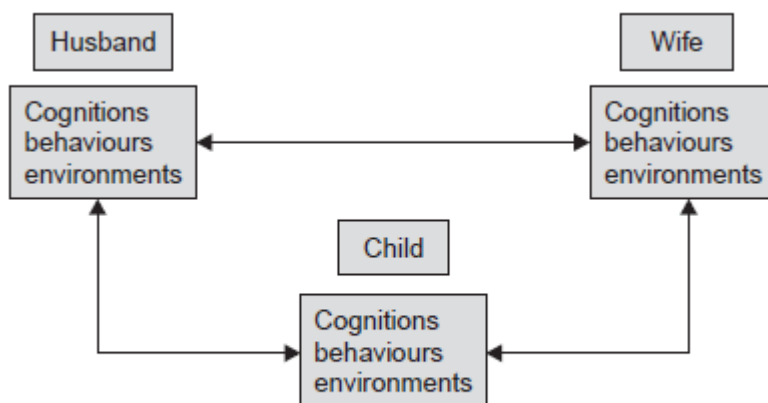 Husband
Wife
Cognitions
behaviours
environments
Cognitions
behaviours
environments
Child
Cognitions
behaviours
environments